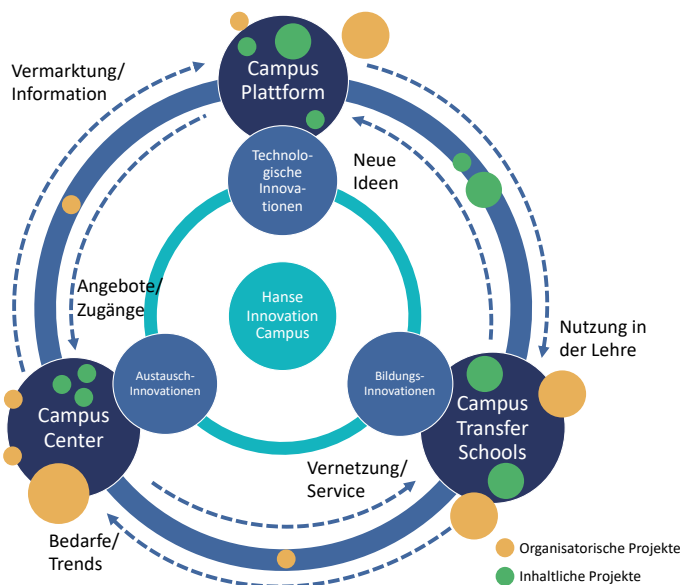 Vermarktung/
Information
Campus
Plattform
Technolo-
gische
Innova-
tionen
Neue
Ideen
Angebote/
Zugänge
Hanse
Innovation
Campus
Nutzung in
der Lehre
Austausch-
Innovationen
Bildungs-
Innovationen
Campus
Center
Campus
Transfer
Schools
Vernetzung/
Service
Bedarfe/
Trends
Organisatorische Projekte
Inhaltliche Projekte